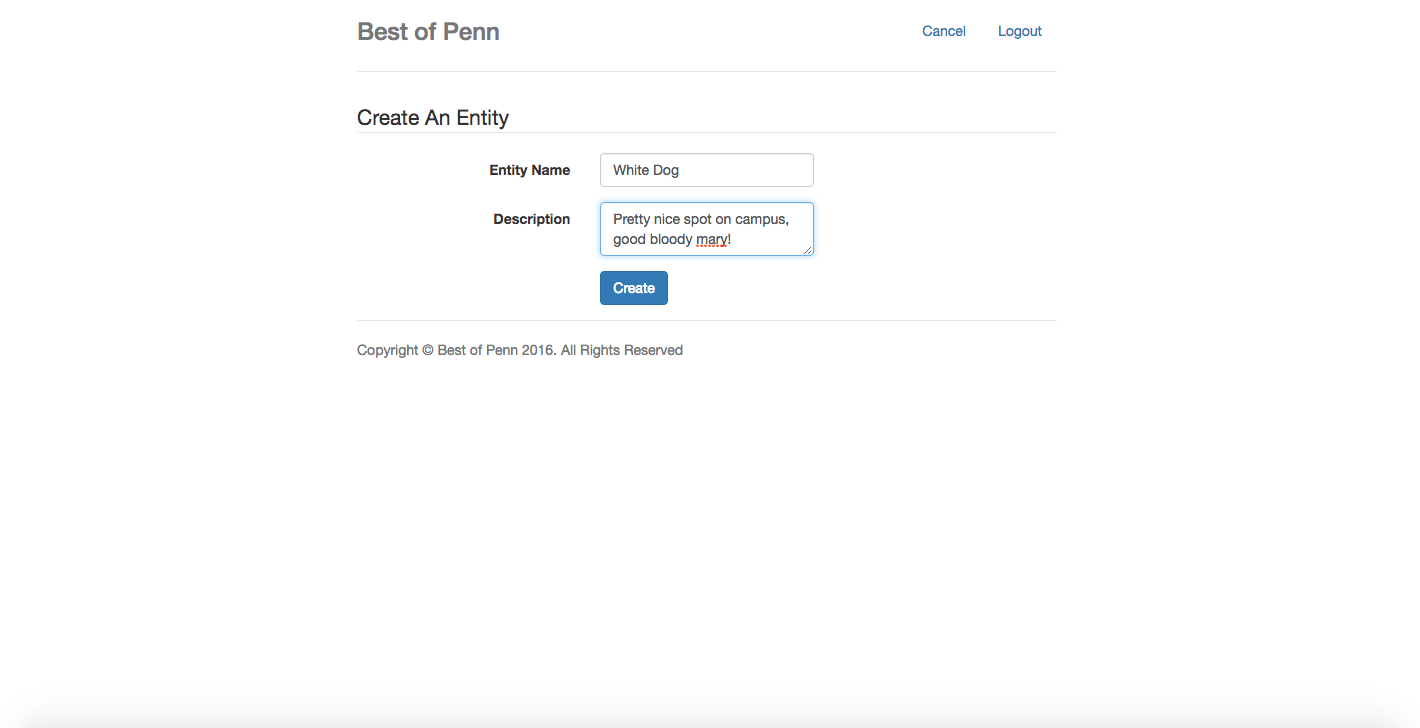 Best of Penn
Cancel
Logout
Create An Entity
Entity Name
White Dog
Description
Pretty nice spot on campus,
good bloody mary!
Create
Copyright © Best of Penn 2016. All Rights Reserved